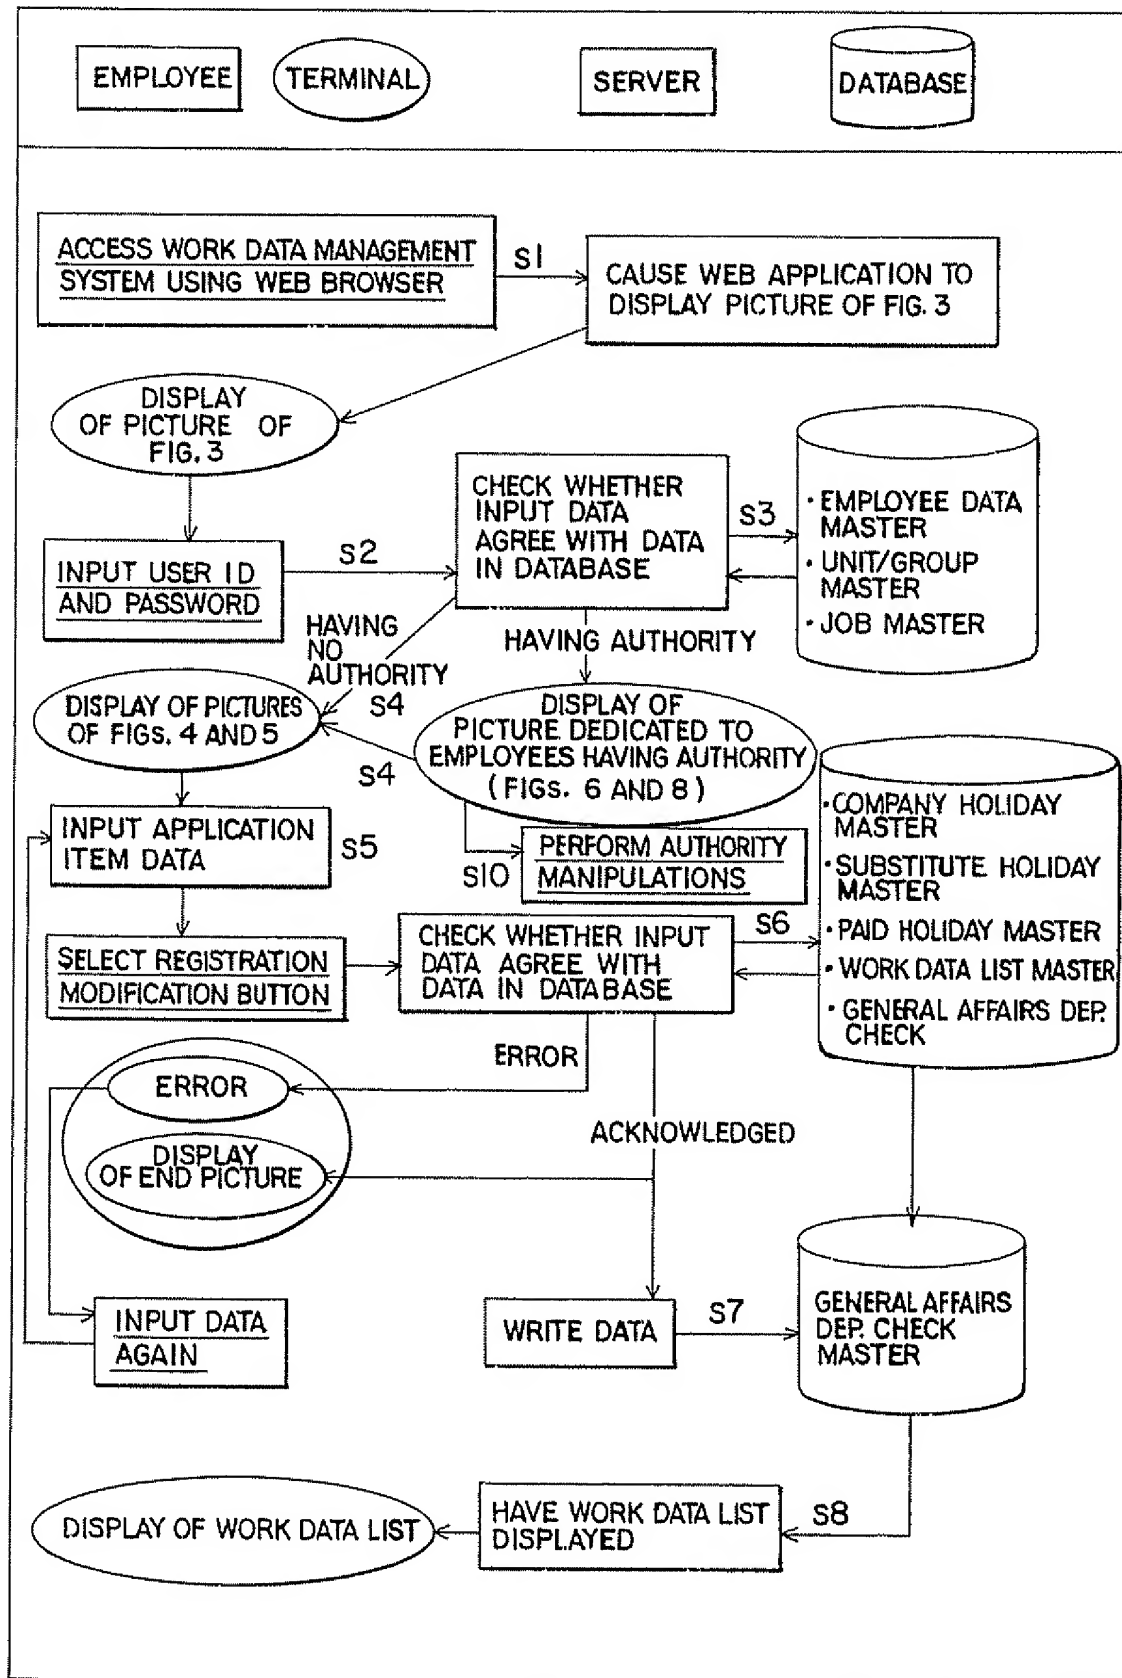 EMPLOYEE
TERMINAL
SERVER
DATABASE
ACCESS WORK DATA MANAGEMENT
SYSTEM USING WEB BROWSER
S1
CAUSE WEB APPLICATION TO
DISPLAY PICTURE OF FIG. 3
DISPLAY
OF PICTURE OF
FIG. 3
INPUT USER ID
AND PASSWORD
S2
CHECK WHETHER
INPUT DATA
AGREE WITH DATA
IN DATABASE
S3
· EMPLOYEE DATA
MASTER
· UNIT/GROUP
MASTER
· JOB MASTER
HAVING
NO
AUTHORITY
S4
HAVING AUTHORITY
DISPLAY OF PICTURES
OF FIGS. 4 AND 5
S4
DISPLAY OF
PICTURE DEDICATED TO
EMPLOYEES HAVING AUTHORITY
(FIGS. 6 AND 8)
· COMPANY HOLIDAY
MASTER
· SUBSTITUTE HOLIDAY
MASTER
· PAID HOLIDAY MASTER
· WORK DATA LIST MASTER
· GENERAL AFFAIRS DEP.
CHECK
INPUT APPLICATION
ITEM DATA
S5
S10
PERFORM AUTHORITY
MANIPULATIONS
SELECT REGISTRATION
MODIFICATION BUTTON
CHECK WHETHER INPUT
DATA AGREE WITH
DATA IN DATABASE
S6
ERROR
ERROR
ACKNOWLEDGED
DISPLAY
OF END PICTURE
INPUT DATA
AGAIN
WRITE DATA
S7
GENERAL AFFAIRS
DEP. CHECK
MASTER
DISPLAY OF WORK DATA LIST
HAVE WORK DATA LIST
DISPLAYED
S8